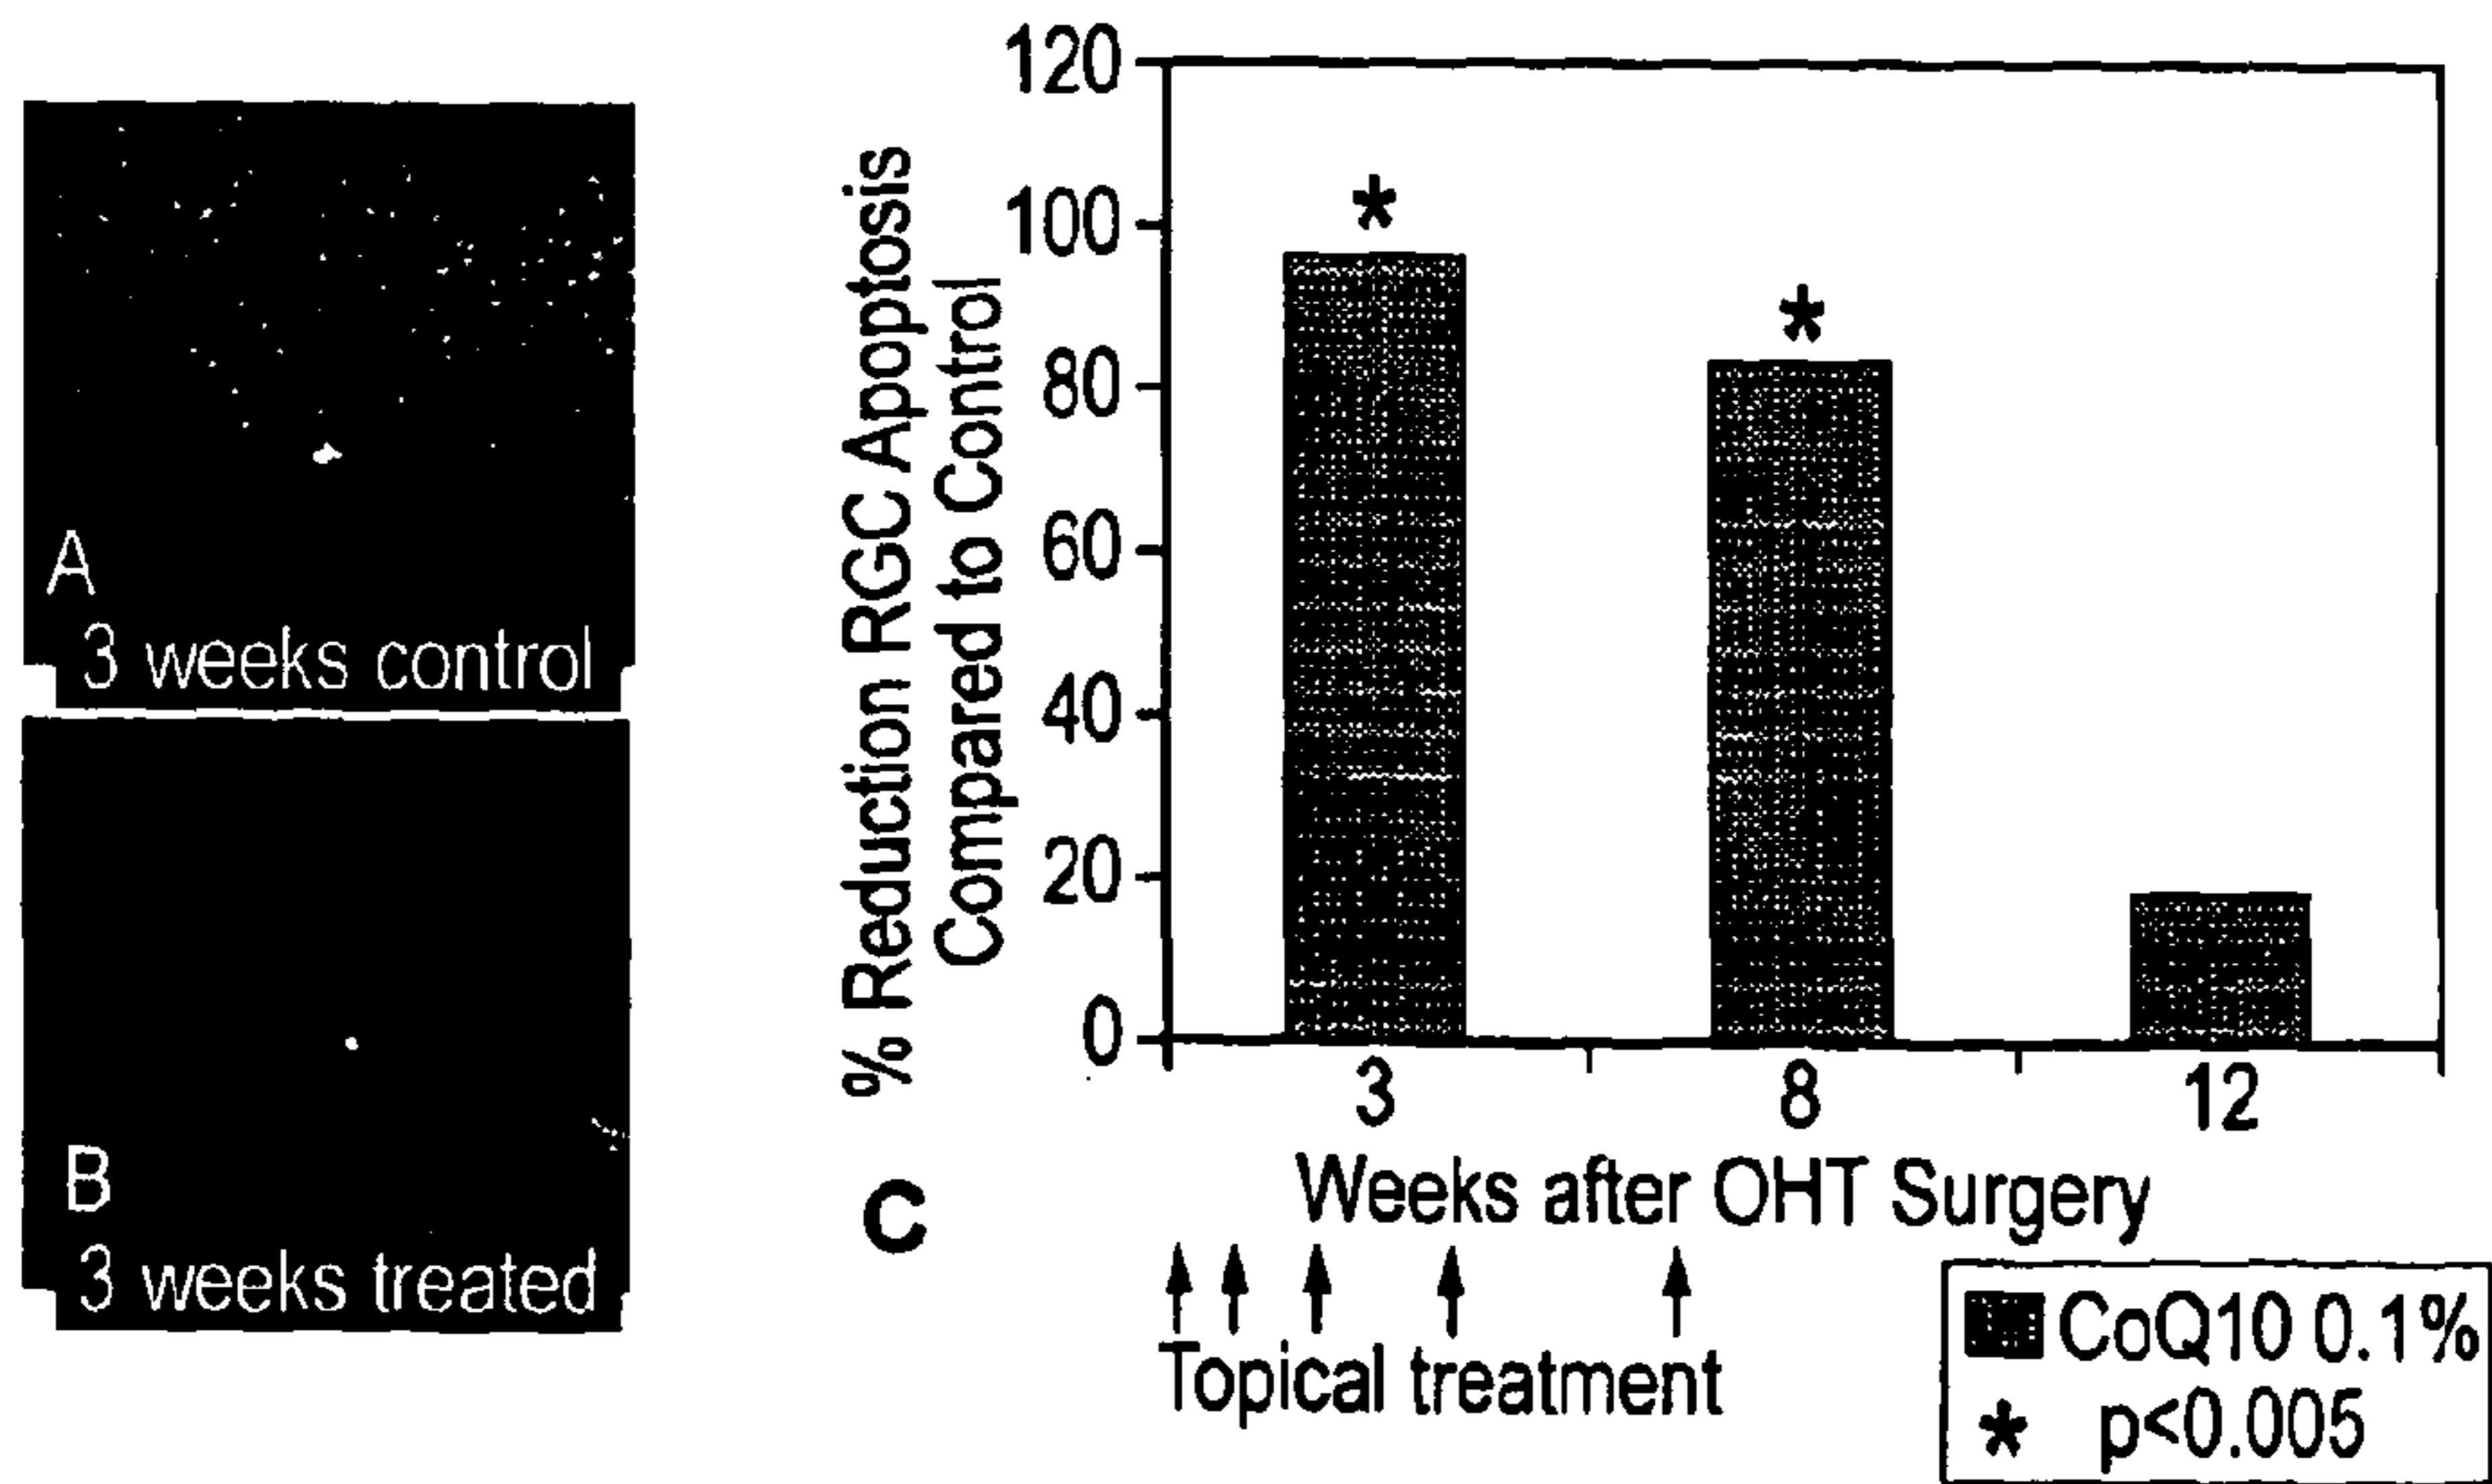 A
3 weeks control
B
3 weeks treated
% Reduction RGC Apoptosis
Compared to Control
120
100
80
60
40
20
0
3 8 12
Weeks after OHT Surgery
C
Topical treatment
CoQ10 0.1%
* p<0.005
*
*